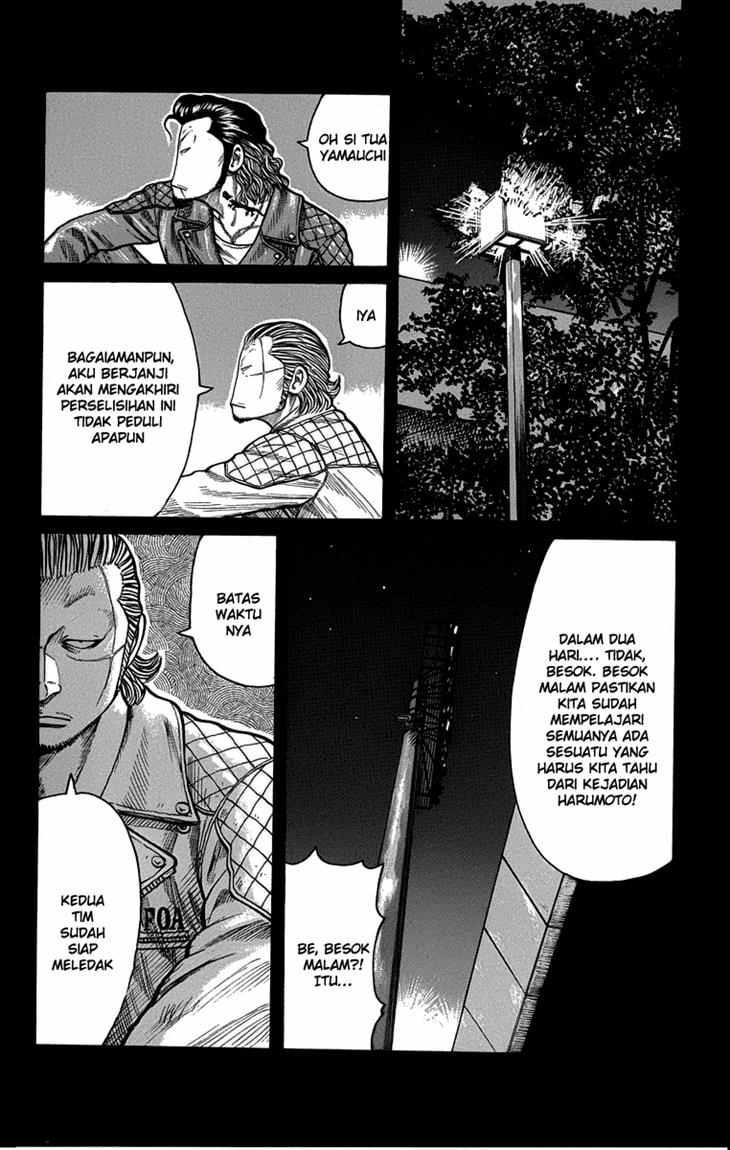 OH SI TUA
YAMAUCHI
IYA
BAGAIAMANPUN,
AKU BERJANJI
AKAN MENGAKHIRI
PERSELISIHAN INI
TIDAK PEDULI
APAPUN
DALAM DUA
HARI.... TIDAK,
BESOK. BESOK
MALAM PASTIKAN
KITA SUDAH
MEMPELAJARI
SEMUANYA ADA
SESUATU YANG
HARUS KITA TAHU
DARI KEJADIAN
HARUMOTO!
BE, BESOK
MALAM?!
ITU...
BATAS
WAKTU
NYA
KEDUA
TIM
SUDAH
SIAP
MELEDAK